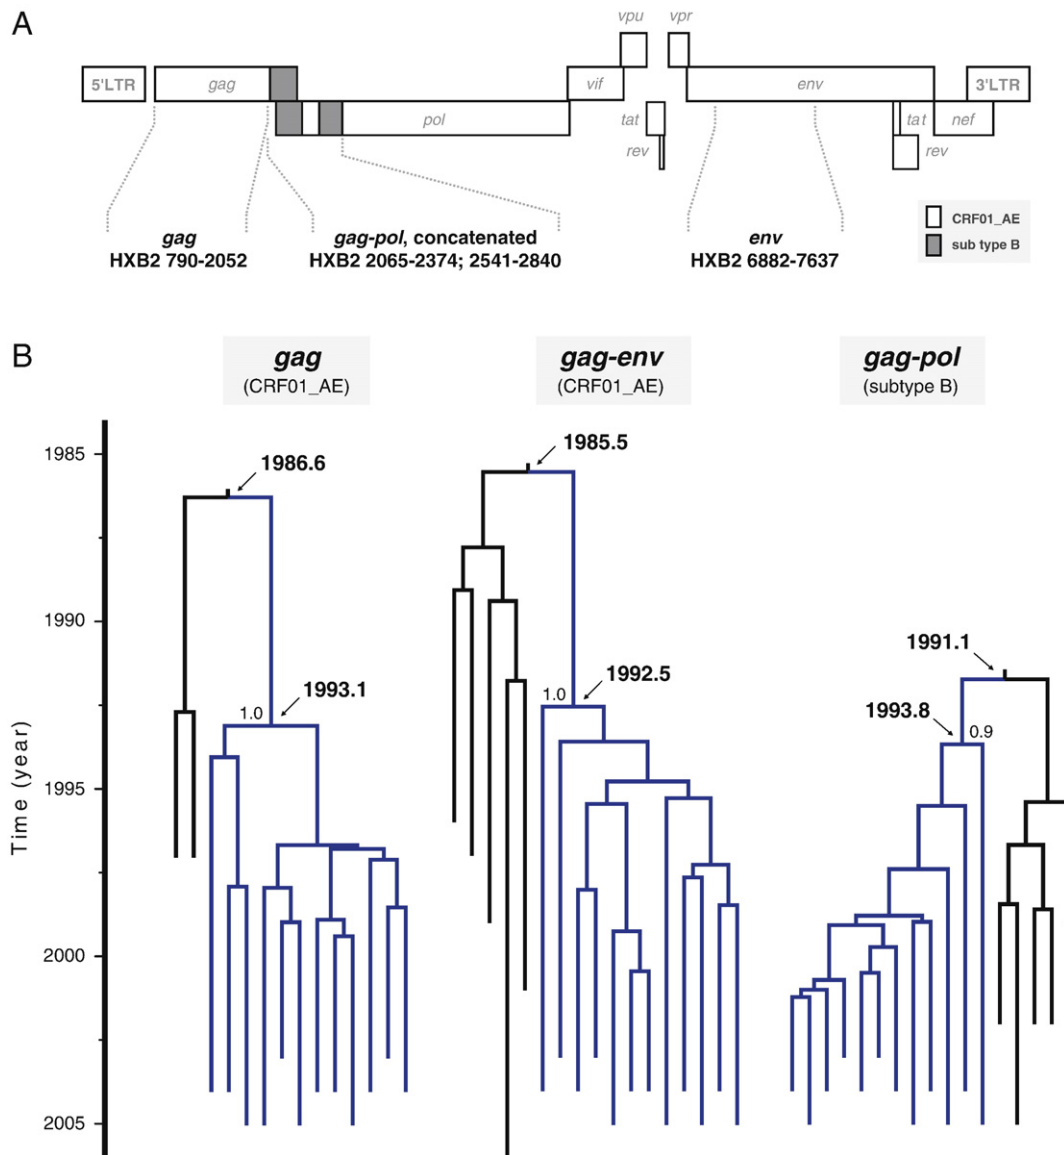 A
vpu
vpr
5'LTR
gag
vif
env
3'LTR
pol
tat
tat
nef
rev
rev
gag
HXB2 790-2052
gag-pol, concatenated
HXB2 2065-2374; 2541-2840
env
HXB2 6882-7637
CRF01_AE
sub type B
B
gag
(CRF01_AE)
gag-env
(CRF01_AE)
gag-pol
(subtype B)
Time (year)
1985
1990
1995
2000
2005
1986.6
1.0
1993.1
1985.5
1.0
1992.5
1991.1
1993.8
0.9